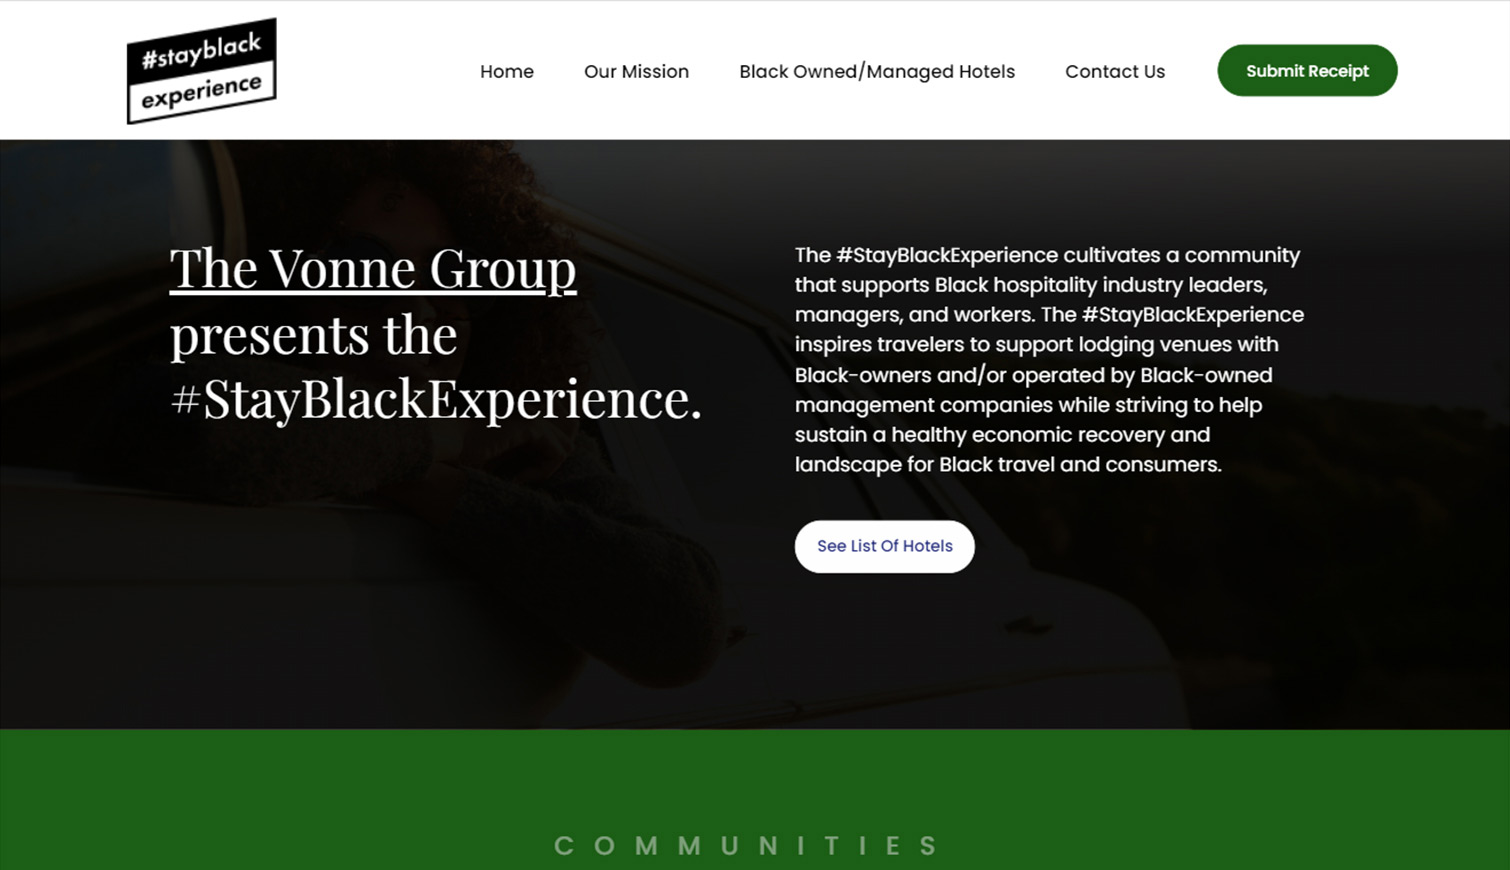 #stayblack
experience
Home
Our Mission
Black Owned/Managed Hotels
Contact Us
Submit Receipt
The Vonne Group
presents the
#StayBlackExperience.
The #StayBlackExperience cultivates a community
that supports Black hospitality industry leaders,
managers, and workers. The #StayBlackExperience
inspires travelers to support lodging venues with
Black-owners and/or operated by Black-owned
management companies while striving to help
sustain a healthy economic recovery and
landscape for Black travel and consumers.
See List Of Hotels
COMMUNITIES